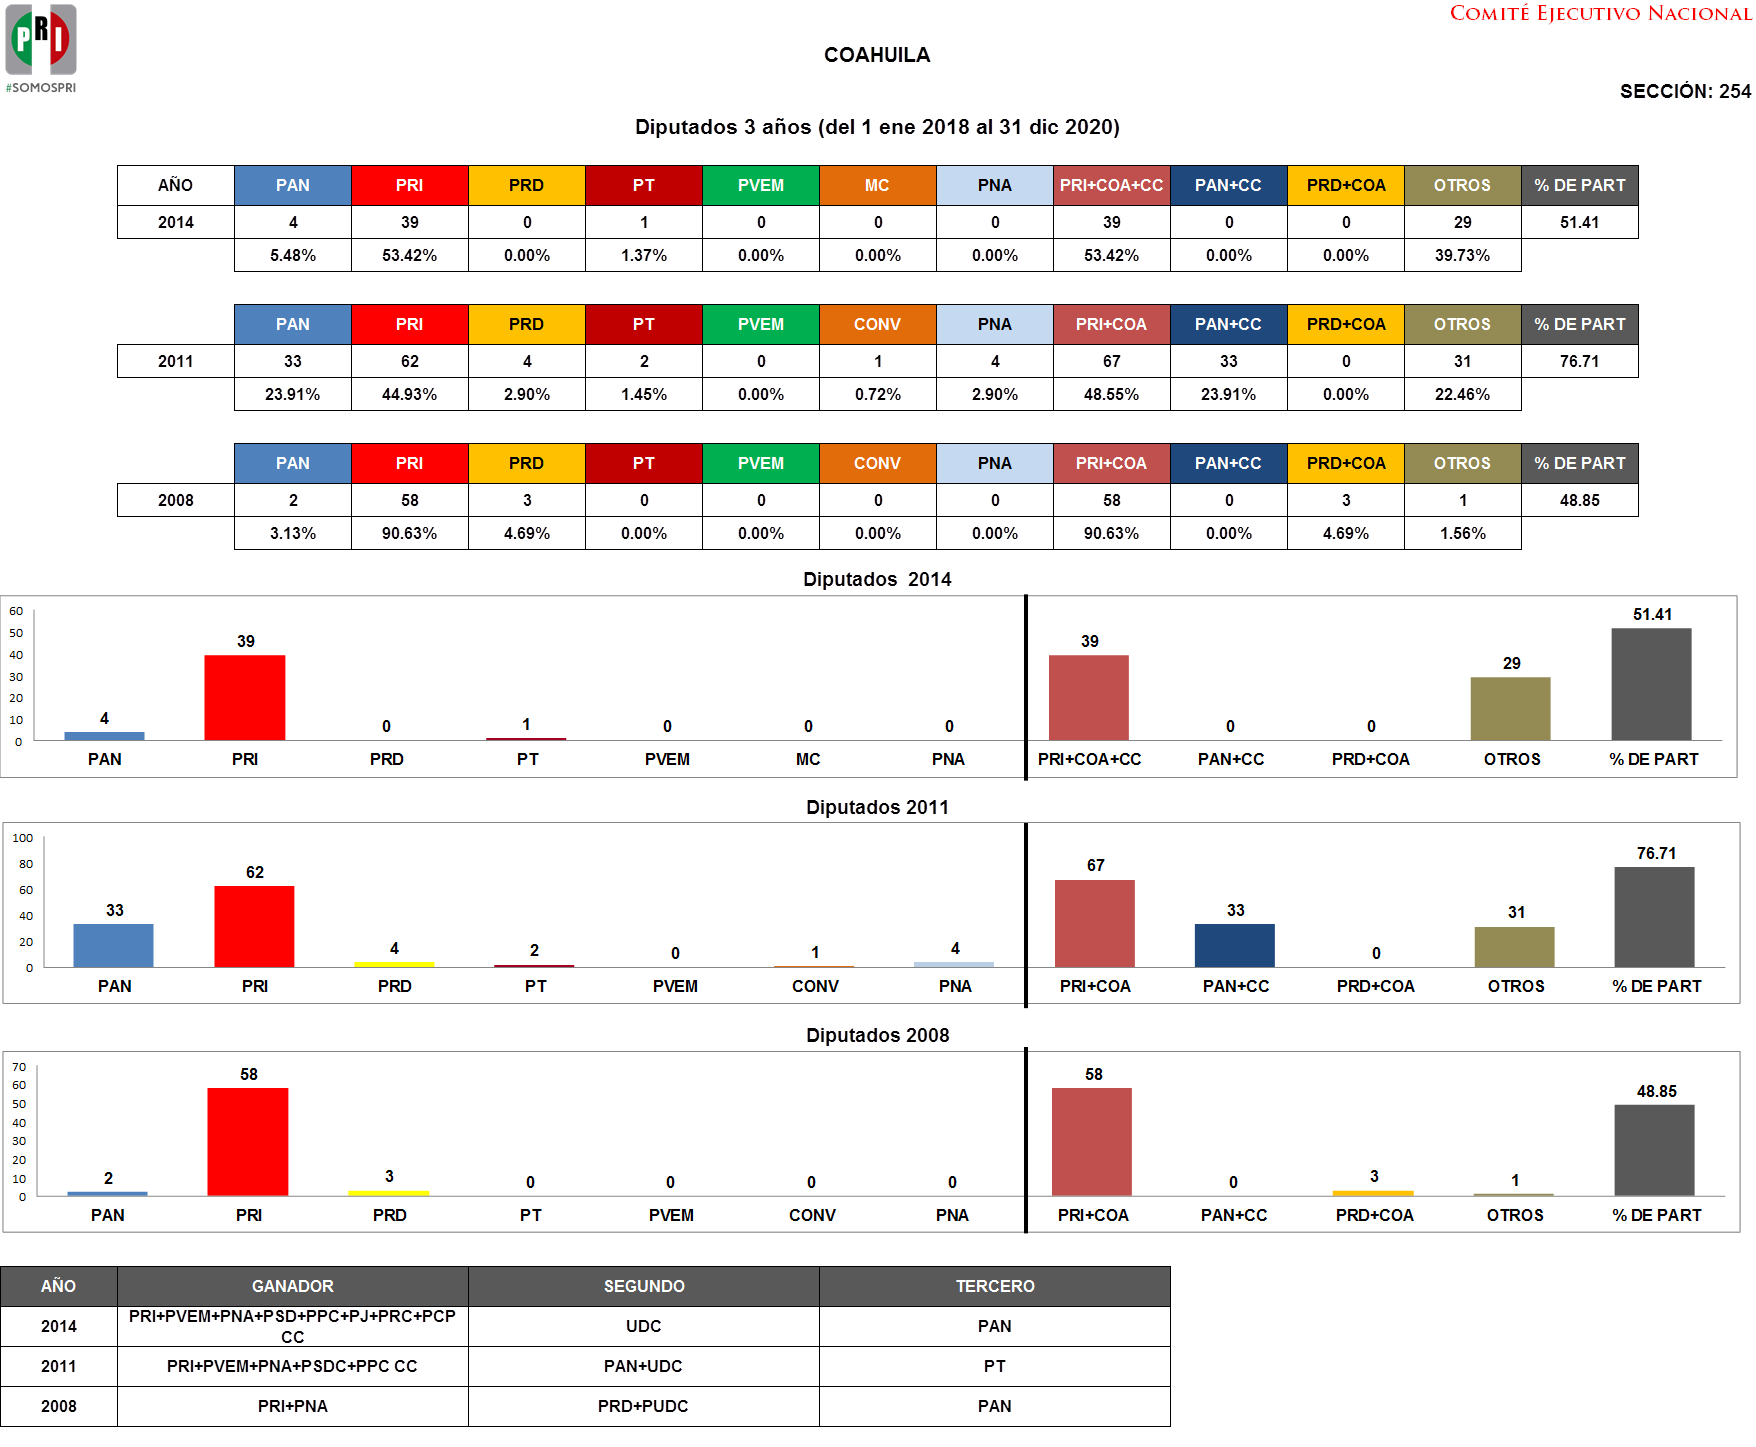 PRI
#SOMOSPRI
COMITÉ EJECUTIVO NACIONAL
COAHUILA
SECCIÓN: 254
Diputados 3 años (del 1 ene 2018 al 31 dic 2020)
AÑO PAN PRI PRD PT PVEM MC PNA PRI+COA+CC PAN+CC PRD+COA OTROS % DE PART
2014 4 39 0 1 0 0 0 39 0 0 29 51.41
5.48% 53.42% 0.00% 1.37% 0.00% 0.00% 0.00% 53.42% 0.00% 0.00% 39.73%
PAN PRI PRD PT PVEM CONV PNA PRI+COA PAN+CC PRD+COA OTROS % DE PART
2011 33 62 4 2 0 1 4 67 33 0 31 76.71
23.91% 44.93% 2.90% 1.45% 0.00% 0.72% 2.90% 48.55% 23.91% 0.00% 22.46%
PAN PRI PRD PT PVEM CONV PNA PRI+COA PAN+CC PRD+COA OTROS % DE PART
2008 2 58 3 0 0 0 0 58 0 3 1 48.85
3.13% 90.63% 4.69% 0.00% 0.00% 0.00% 0.00% 90.63% 0.00% 4.69% 1.56%
Diputados 2014
60
50
40
30
20
10
0
4 39 0 1 0 0 0 39 0 0 29 51.41
PAN PRI PRD PT PVEM MC PNA PRI+COA+CC PAN+CC PRD+COA OTROS % DE PART
Diputados 2011
100
80
60
40
20
0
33 62 4 2 0 1 4 67 33 0 31 76.71
PAN PRI PRD PT PVEM CONV PNA PRI+COA PAN+CC PRD+COA OTROS % DE PART
Diputados 2008
70
60
50
40
30
20
10
0
2 58 3 0 0 0 0 58 0 3 1 48.85
PAN PRI PRD PT PVEM CONV PNA PRI+COA PAN+CC PRD+COA OTROS % DE PART
AÑO GANADOR SEGUNDO TERCERO
2014 PRI+PVEM+PNA+PSD+PPC+PJ+PRC+PCP CC UDC PAN
2011 PRI+PVEM+PNA+PSDC+PPC CC PAN+UDC PT
2008 PRI+PNA PRD+PUDC PAN